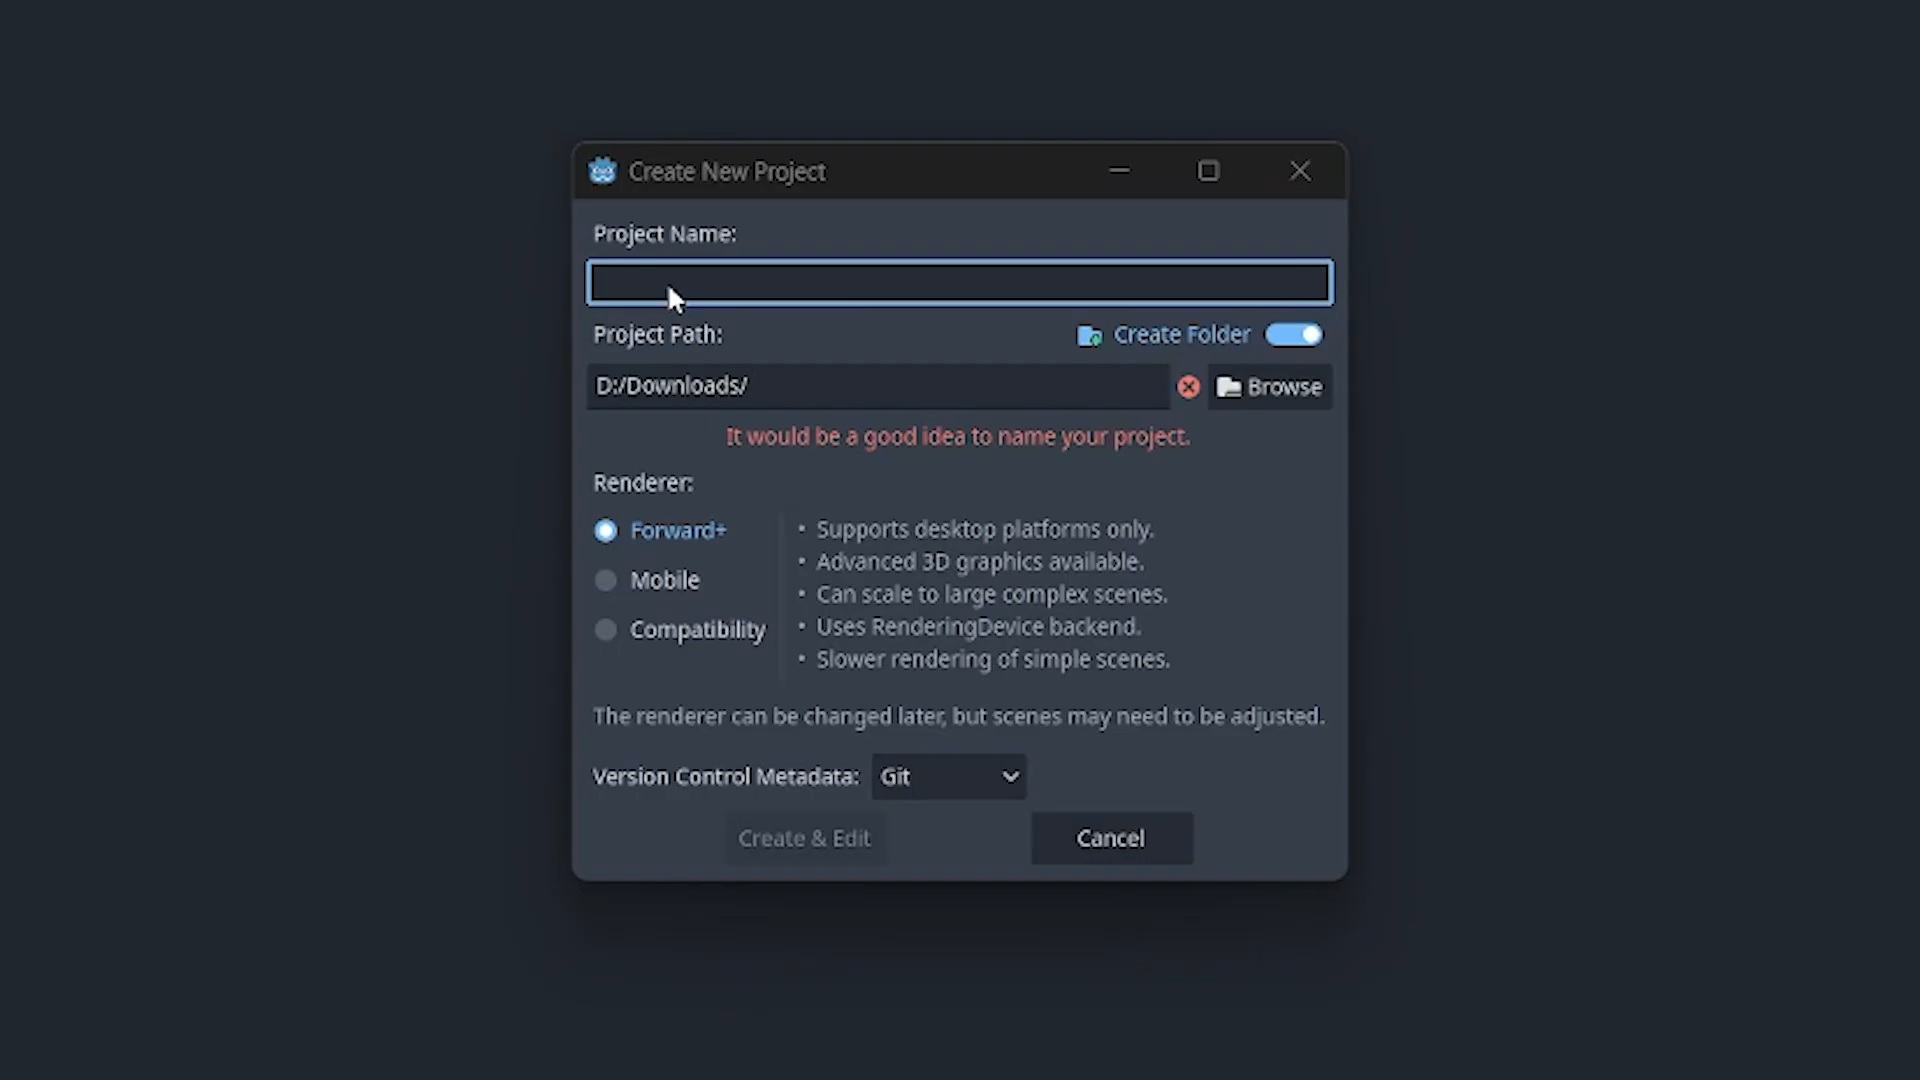 Create New Project
Project Name:
Project Path:
Create Folder
D:/Downloads/
Browse
It would be a good idea to name your project.
Renderer:
Forward+
Mobile
Compatibility
• Supports desktop platforms only.
• Advanced 3D graphics available.
• Can scale to large complex scenes.
• Uses RenderingDevice backend.
• Slower rendering of simple scenes.
The renderer can be changed later, but scenes may need to be adjusted.
Version Control Metadata: Git
Create & Edit
Cancel